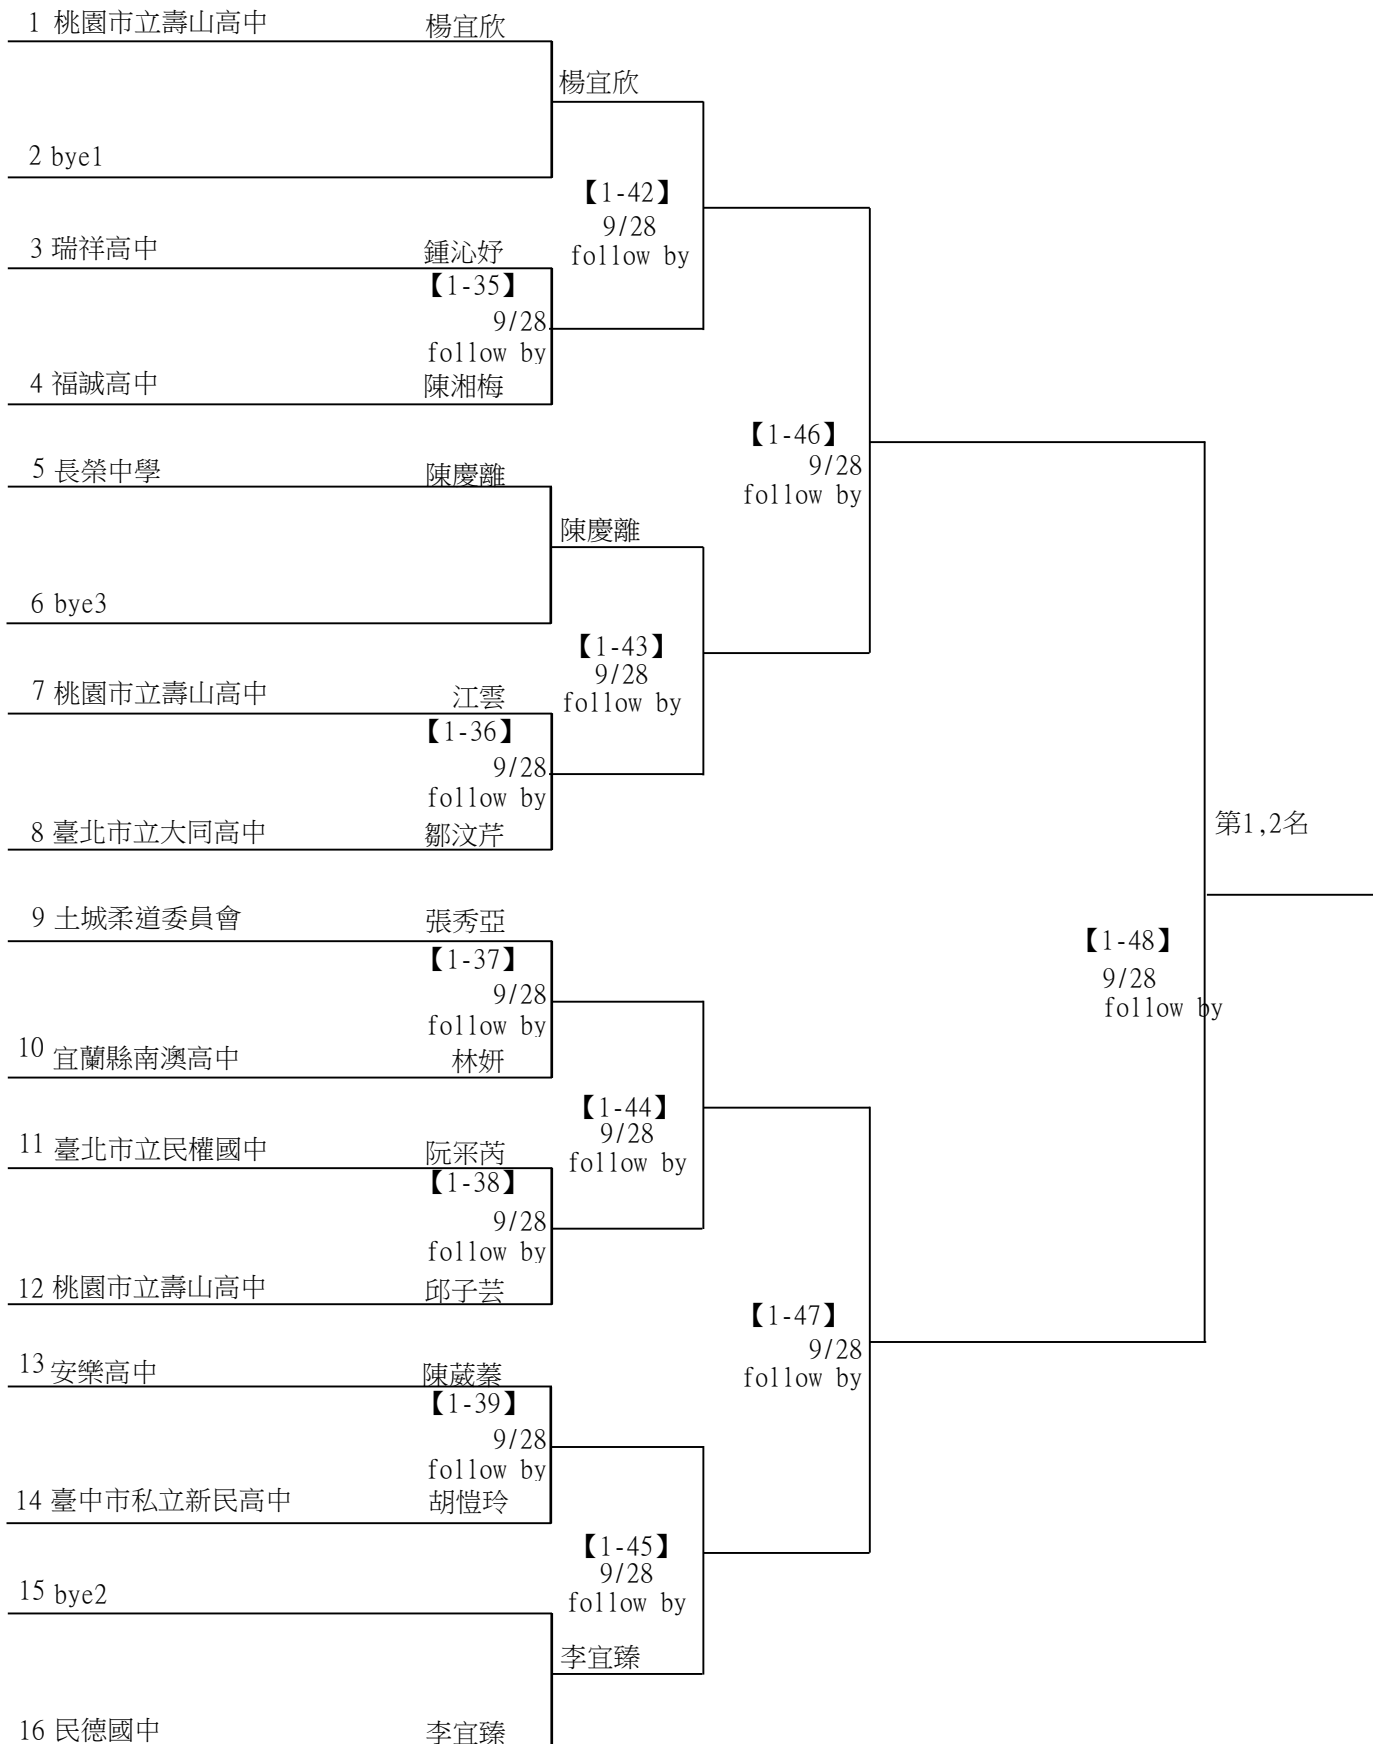 1 桃園市立壽山高中 楊宜欣
楊宜欣
2 bye1
【1-42】
9/28
follow by
3 瑞祥高中 鍾沁妤
【1-35】
9/28
follow by
4 福誠高中 陳湘梅
【1-46】
9/28
follow by
5 長榮中學 陳慶離
陳慶離
6 bye3
【1-43】
9/28
follow by
7 桃園市立壽山高中 江雲
【1-36】
9/28
follow by
8 臺北市立大同高中 鄒汶芹
第1,2名
9 土城柔道委員會 張秀亞
【1-37】
9/28
follow by
【1-48】
9/28
follow by
10 宜蘭縣南澳高中 林妍
【1-44】
9/28
follow by
11 臺北市立民權國中 阮罙芮
【1-38】
9/28
follow by
12 桃園市立壽山高中 邱子芸
【1-47】
9/28
follow by
13 安樂高中 陳葳蓁
【1-39】
9/28
follow by
14 臺中市私立新民高中 胡愷玲
【1-45】
9/28
follow by
15 bye2
李宜臻
16 民德國中 李宜臻